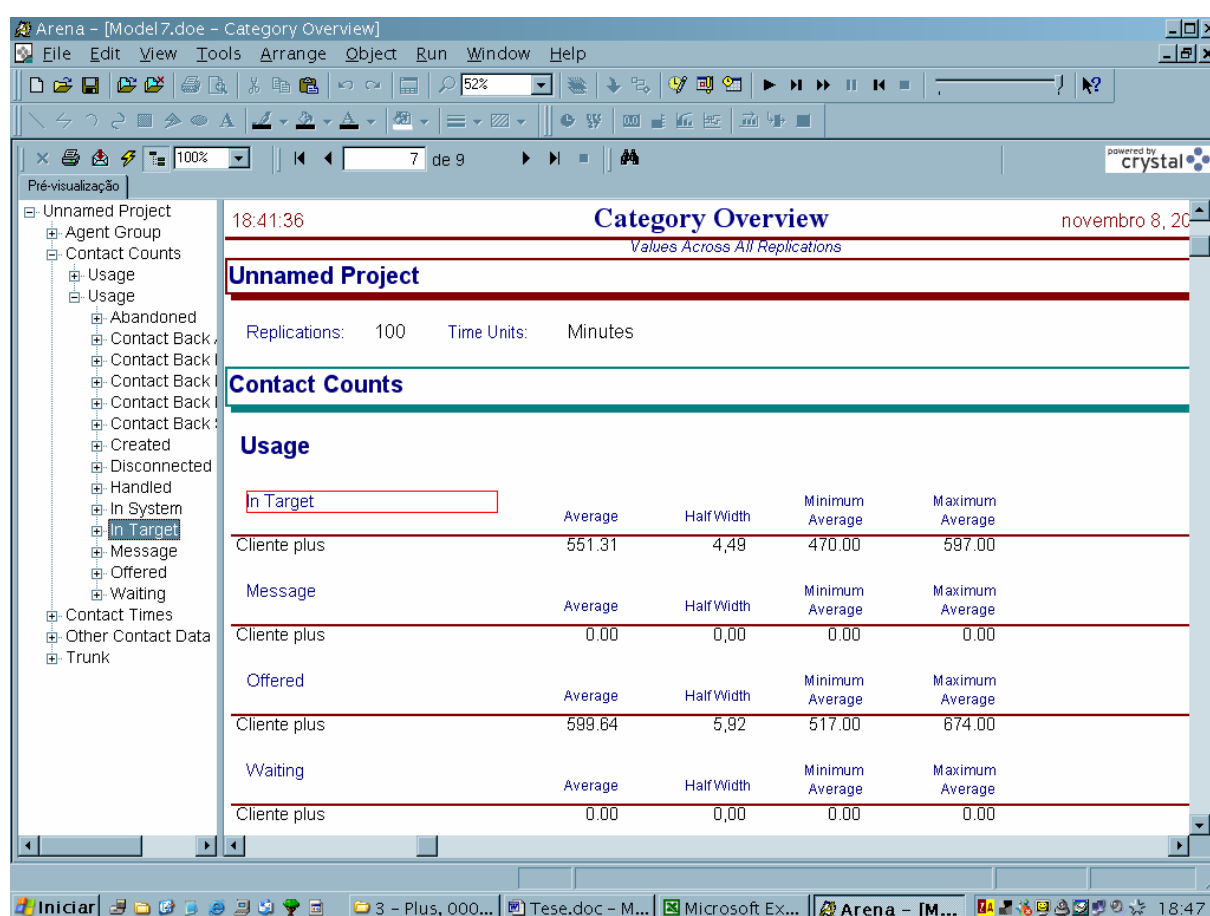 Arena - [Model7.doe - Category Overview]
File Edit View Tools Arrange Object Run Window Help
52%
100% 7 de 9
powered by crystal
Pré-visualização
Unnamed Project
Agent Group
Contact Counts
Usage
Usage
Abandoned
Contact Back
Contact Back
Contact Back
Contact Back
Contact Back
Created
Disconnected
Handled
In System
In Target
Message
Offered
Waiting
Contact Times
Other Contact Data
Trunk
18:41:36 Category Overview novembro 8, 20
Values Across All Replications
Unnamed Project
Replications: 100 Time Units: Minutes
Contact Counts
Usage
In Target Average Half Width Minimum Average Maximum Average
Cliente plus 551.31 4,49 470.00 597.00
Message Average Half Width Minimum Average Maximum Average
Cliente plus 0.00 0,00 0.00 0.00
Offered Average Half Width Minimum Average Maximum Average
Cliente plus 599.64 5,92 517.00 674.00
Waiting Average Half Width Minimum Average Maximum Average
Cliente plus 0.00 0,00 0.00 0.00
Iniciar 3 - Plus, 000... Tese.doc - M... Microsoft Ex... Arena - [M... 18:47